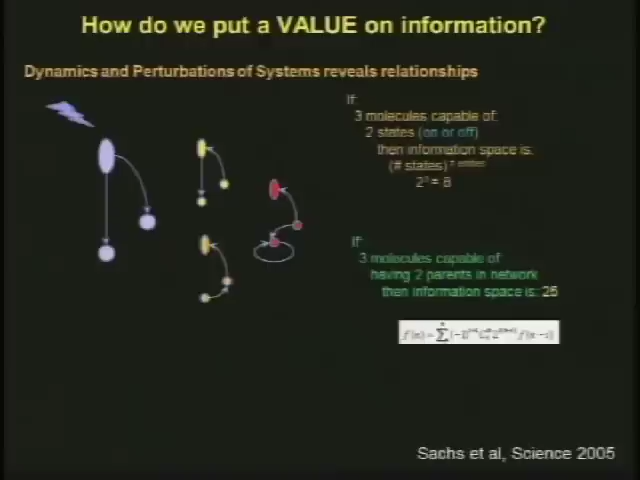 How do we put a VALUE on information?
Dynamics and Perturbations of Systems reveals relationships
If:
3 molecules capable of:
2 states (on or off)
then information space is:
(# states)
2³ = 8
If:
3 molecules capable of
having 2 parents in network
then information space is: 25
Sachs et al, Science 2005